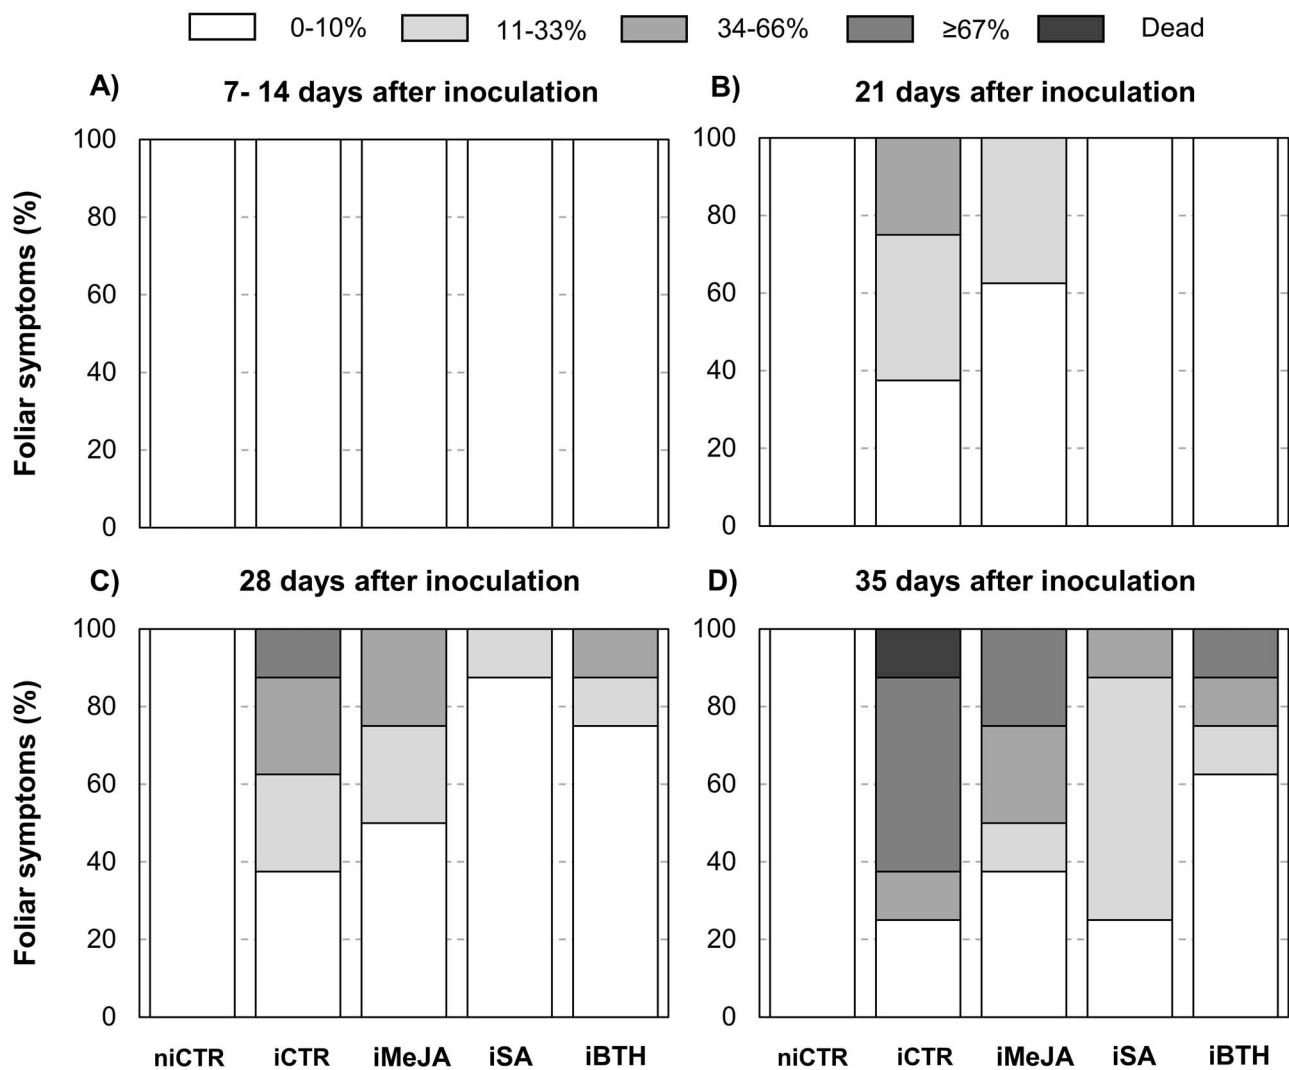 0-10% 11-33% 34-66% ≥67% Dead
A) 7- 14 days after inoculation
B) 21 days after inoculation
Foliar symptoms (%)
100
80
60
40
20
0
100
80
60
40
20
0
C) 28 days after inoculation
D) 35 days after inoculation
Foliar symptoms (%)
100
80
60
40
20
0
niCTR iCTR iMeJA iSA iBTH
100
80
60
40
20
0
niCTR iCTR iMeJA iSA iBTH